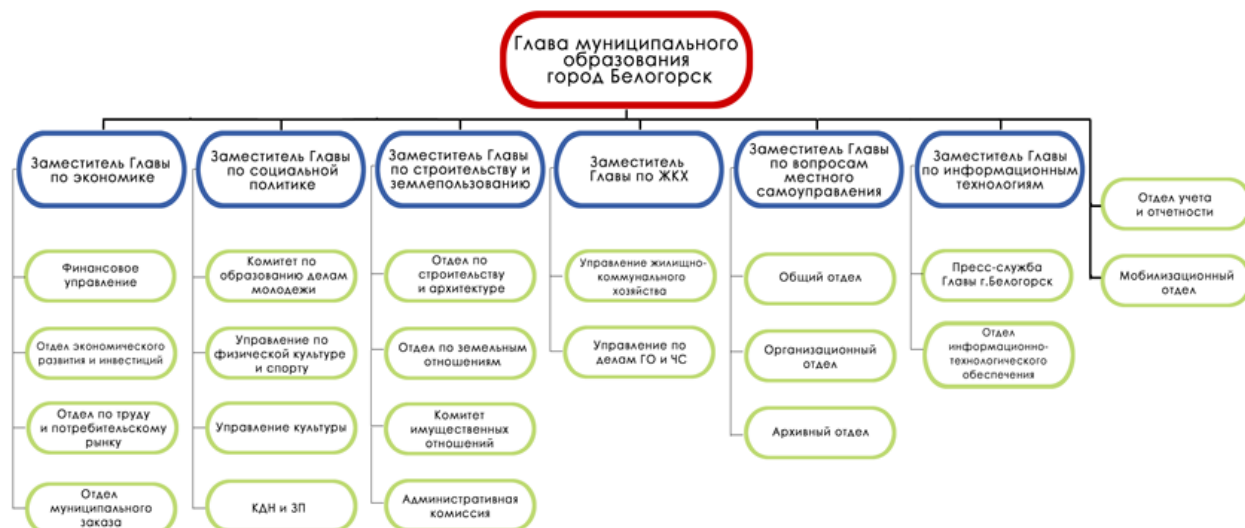 Глава муниципального
образования
город Белогорск
Заместитель Главы
по экономике
Заместитель Главы
по социальной
политике
Заместитель Главы
по строительству и
землепользованию
Заместитель
Главы по ЖКХ
Заместитель Главы
по вопросам
местного
самоуправления
Заместитель Главы
по информационным
технологиям
Отдел учета
и отчетности
Мобилизационный
отдел
Финансовое
управление
Отдел экономического
развития и инвестиций
Отдел по труду
и потребительскому
рынку
Отдел
муниципального
заказа
Комитет по
образованию делам
молодежи
Управление по
физической культуре
и спорту
Управление культуры
КДН и ЗП
Отдел по
строительству
и архитектуре
Отдел по земельным
отношениям
Комитет
имущественных
отношений
Административная
комиссия
Управление жилищно-
коммунального
хозяйства
Управление по
делам ГО и ЧС
Общий отдел
Организационный
отдел
Архивный отдел
Пресс-служба
Главы г.Белогорск
Отдел
информационно-
технологического
обеспечения